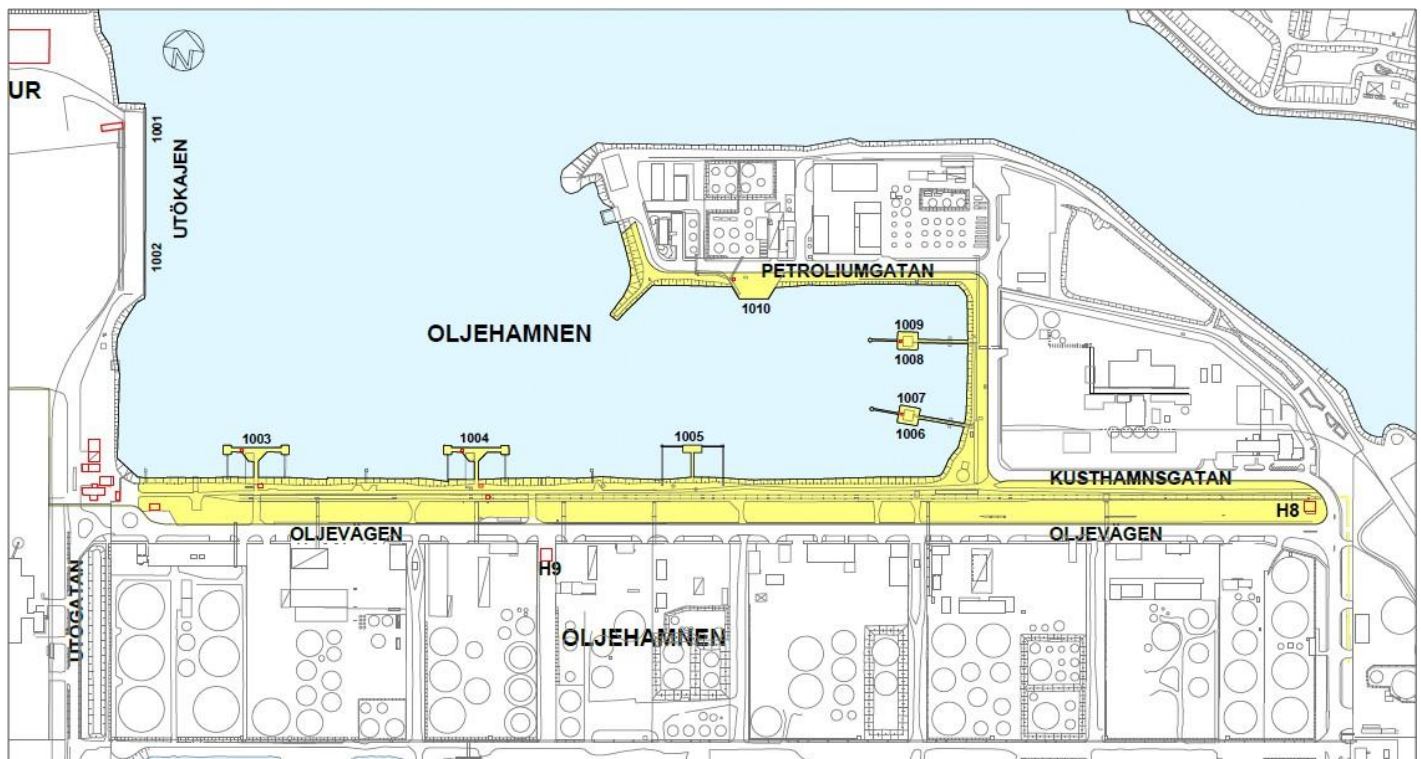 N
UR
1001
UTÖKAJEN
1002
PETROLIUMGATAN
1010
OLJEHAMNEN
1009
1008
1007
1006
1003
1004
1005
KUSTHAMNSGATAN
H8
OLJEVÄGEN
OLJEVÄGEN
H9
UTÖGATAN
OLJEHAMNEN